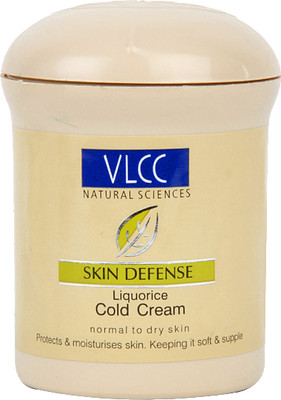 VLCC
NATURAL SCIENCES
SKIN DEFENSE
Liquorice
Cold Cream
normal to dry skin
Protects & moisturises skin. Keeping it soft & supple